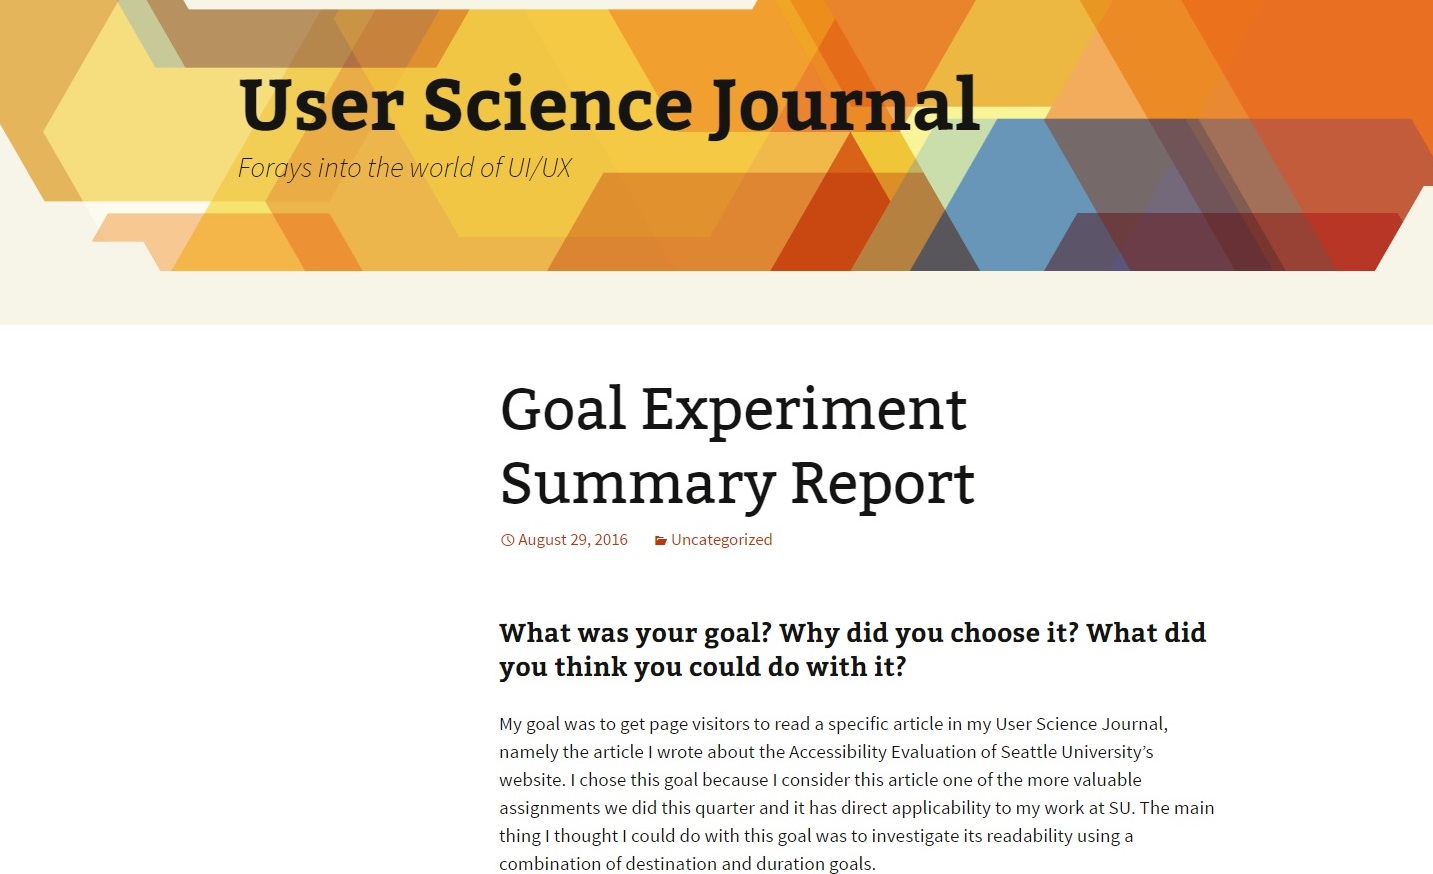 User Science Journal
Forays into the world of UI/UX
Goal Experiment
Summary Report
August 29, 2016 Uncategorized
What was your goal? Why did you choose it? What did
you think you could do with it?
My goal was to get page visitors to read a specific article in my User Science Journal,
namely the article I wrote about the Accessibility Evaluation of Seattle University’s
website. I chose this goal because I consider this article one of the more valuable
assignments we did this quarter and it has direct applicability to my work at SU. The main
thing I thought I could do with this goal was to investigate its readability using a
combination of destination and duration goals.